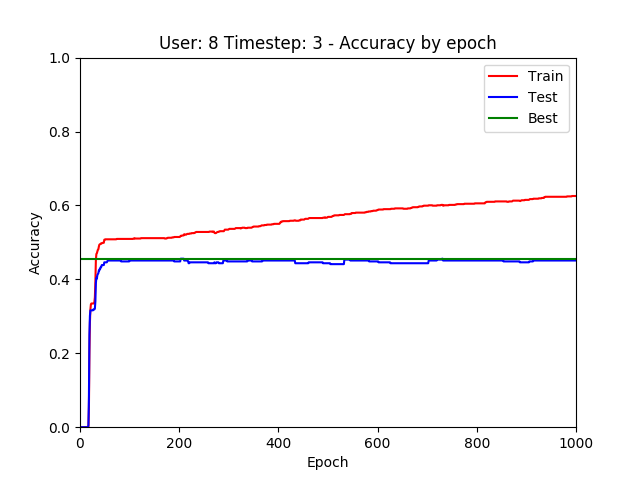 User: 8 Timestep: 3 - Accuracy by epoch
1.0
0.8
0.6
0.4
0.2
0.0
Accuracy
Train
Test
Best
0 200 400 600 800 1000
Epoch